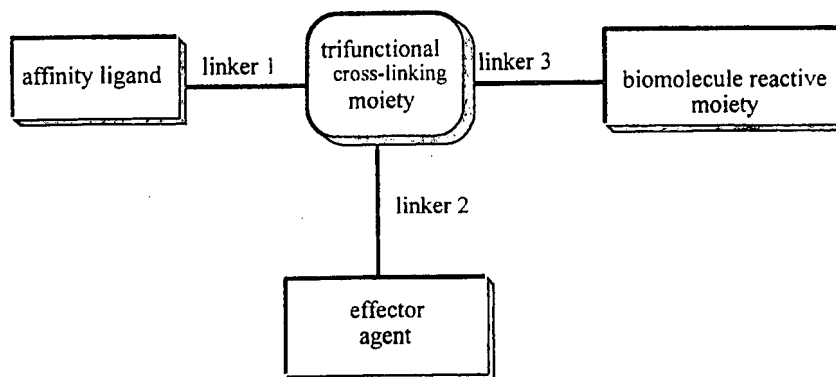 affinity ligand
linker 1
trifunctional
cross-linking
moiety
linker 3
biomolecule reactive
moiety
linker 2
effector
agent